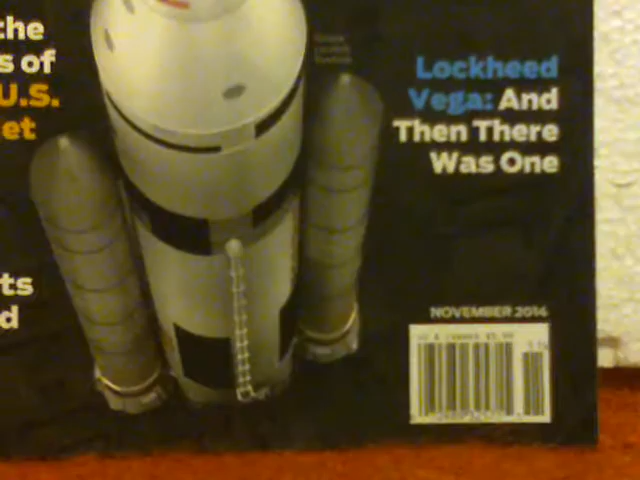 the
s of
U.S.
et
ts
d
Lockheed
Vega: And
Then There
Was One
NOVEMBER 2014